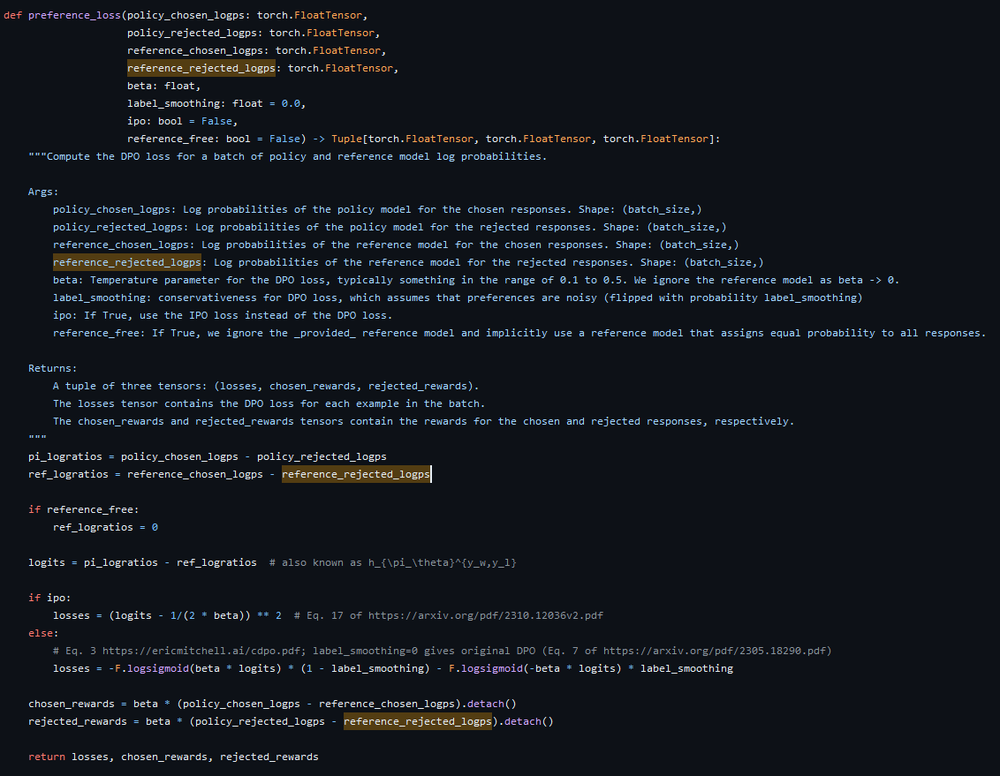 def preference_loss(policy_chosen_logps: torch.FloatTensor,
                    policy_rejected_logps: torch.FloatTensor,
                    reference_chosen_logps: torch.FloatTensor,
                    reference_rejected_logps: torch.FloatTensor,
                    beta: float,
                    label_smoothing: float = 0.0,
                    ipo: bool = False,
                    reference_free: bool = False) -> Tuple[torch.FloatTensor, torch.FloatTensor, torch.FloatTensor]:
    """Compute the DPO loss for a batch of policy and reference model log probabilities.

    Args:
        policy_chosen_logps: Log probabilities of the policy model for the chosen responses. Shape: (batch_size,)
        policy_rejected_logps: Log probabilities of the policy model for the rejected responses. Shape: (batch_size,)
        reference_chosen_logps: Log probabilities of the reference model for the chosen responses. Shape: (batch_size,)
        reference_rejected_logps: Log probabilities of the reference model for the rejected responses. Shape: (batch_size,)
        beta: Temperature parameter for the DPO loss, typically something in the range of 0.1 to 0.5. We ignore the reference model as beta -> 0.
        label_smoothing: conservativeness for DPO loss, which assumes that preferences are noisy (flipped with probability label_smoothing)
        ipo: If True, use the IPO loss instead of the DPO loss.
        reference_free: If True, we ignore the _provided_ reference model and implicitly use a reference model that assigns equal probability to all responses.

    Returns:
        A tuple of three tensors: (losses, chosen_rewards, rejected_rewards).
        The losses tensor contains the DPO loss for each example in the batch.
        The chosen_rewards and rejected_rewards tensors contain the rewards for the chosen and rejected responses, respectively.
    """
    pi_logratios = policy_chosen_logps - policy_rejected_logps
    ref_logratios = reference_chosen_logps - reference_rejected_logps

    if reference_free:
        ref_logratios = 0

    logits = pi_logratios - ref_logratios  # also known as h_{\pi_\theta}^{y_w,y_l}

    if ipo:
        losses = (logits - 1/(2 * beta)) ** 2  # Eq. 17 of https://arxiv.org/pdf/2310.12036v2.pdf
    else:
        # Eq. 3 https://ericmitchell.ai/cdpo.pdf; label_smoothing=0 gives original DPO (Eq. 7 of https://arxiv.org/pdf/2305.18290.pdf)
        losses = -F.logsigmoid(beta * logits) * (1 - label_smoothing) - F.logsigmoid(-beta * logits) * label_smoothing

    chosen_rewards = beta * (policy_chosen_logps - reference_chosen_logps).detach()
    rejected_rewards = beta * (policy_rejected_logps - reference_rejected_logps).detach()

    return losses, chosen_rewards, rejected_rewards